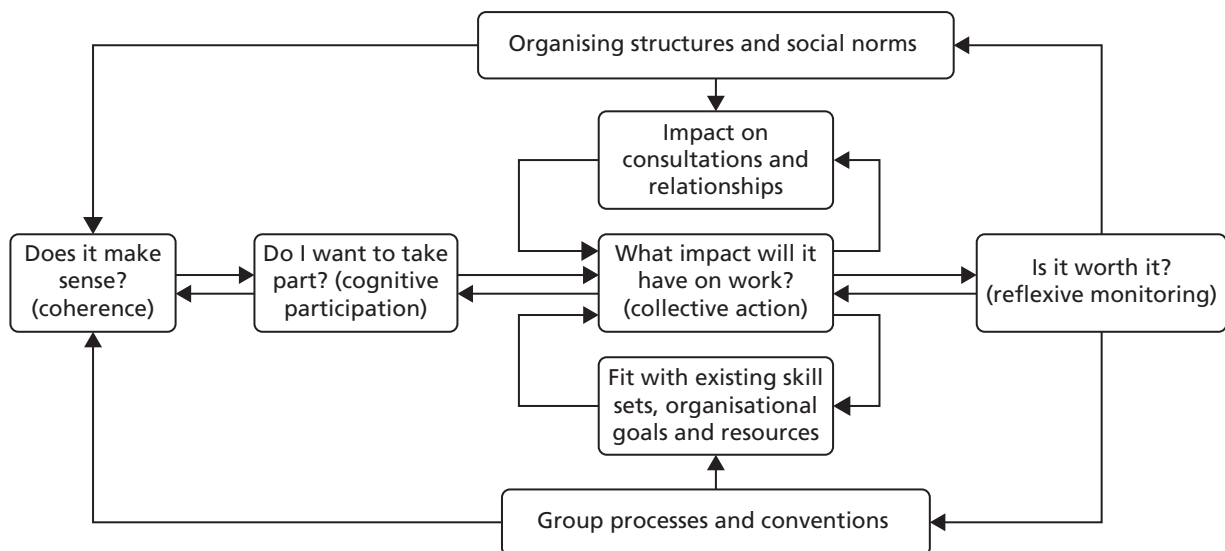 Organising structures and social norms
Impact on
consultations and
relationships
Does it make
sense?
(coherence)
Do I want to take
part? (cognitive
participation)
What impact will it
have on work?
(collective action)
Is it worth it?
(reflexive monitoring)
Fit with existing skill
sets, organisational
goals and resources
Group processes and conventions